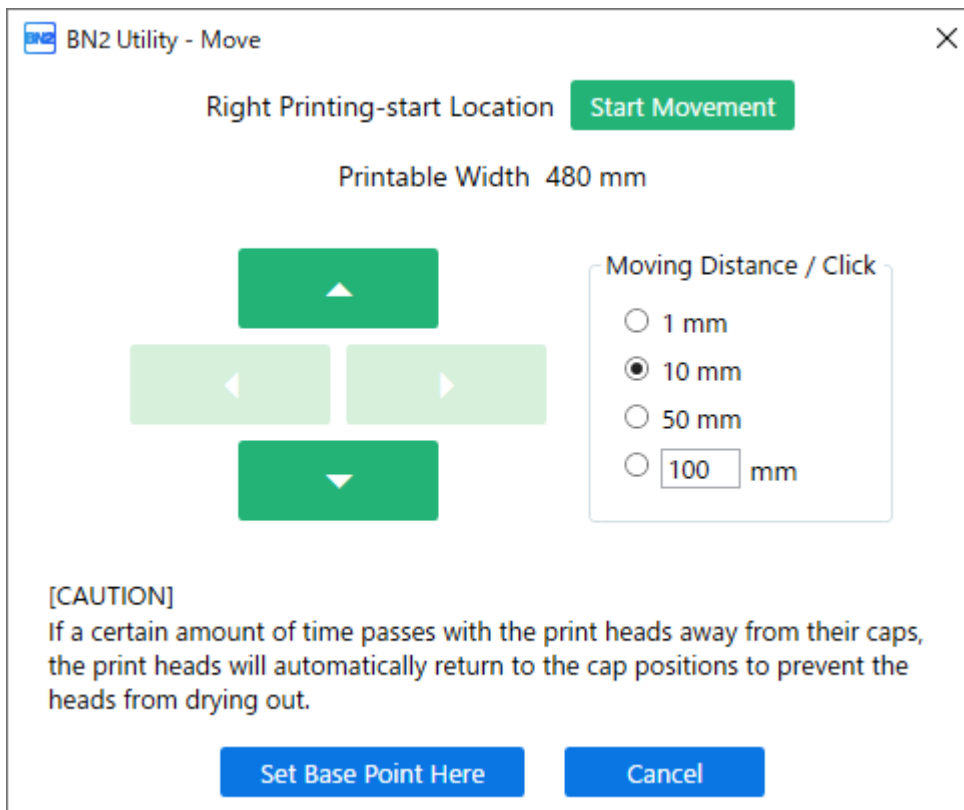 BN2 BN2 Utility - Move
Right Printing-start Location Start Movement
Printable Width 480 mm
Moving Distance / Click
1 mm
10 mm
50 mm
100 mm
[CAUTION]
If a certain amount of time passes with the print heads away from their caps,
the print heads will automatically return to the cap positions to prevent the
heads from drying out.
Set Base Point Here Cancel